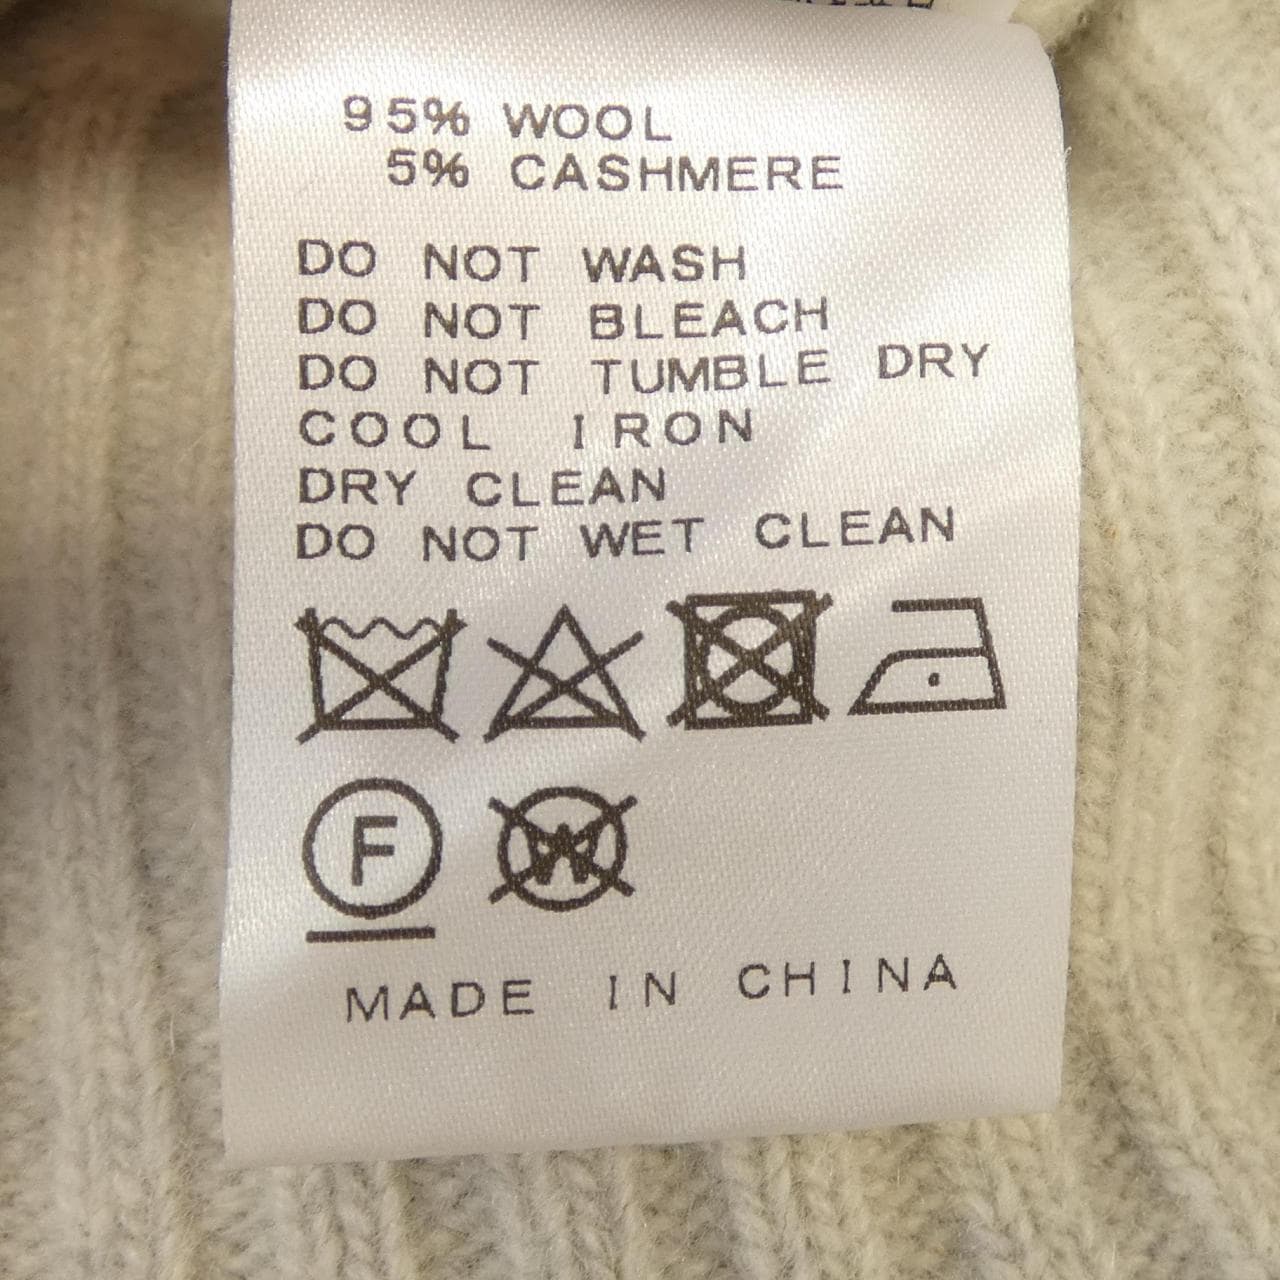 95% WOOL
5% CASHMERE
DO NOT WASH
DO NOT BLEACH
DO NOT TUMBLE DRY
COOL IRON
DRY CLEAN
DO NOT WET CLEAN
F W
MADE IN CHINA